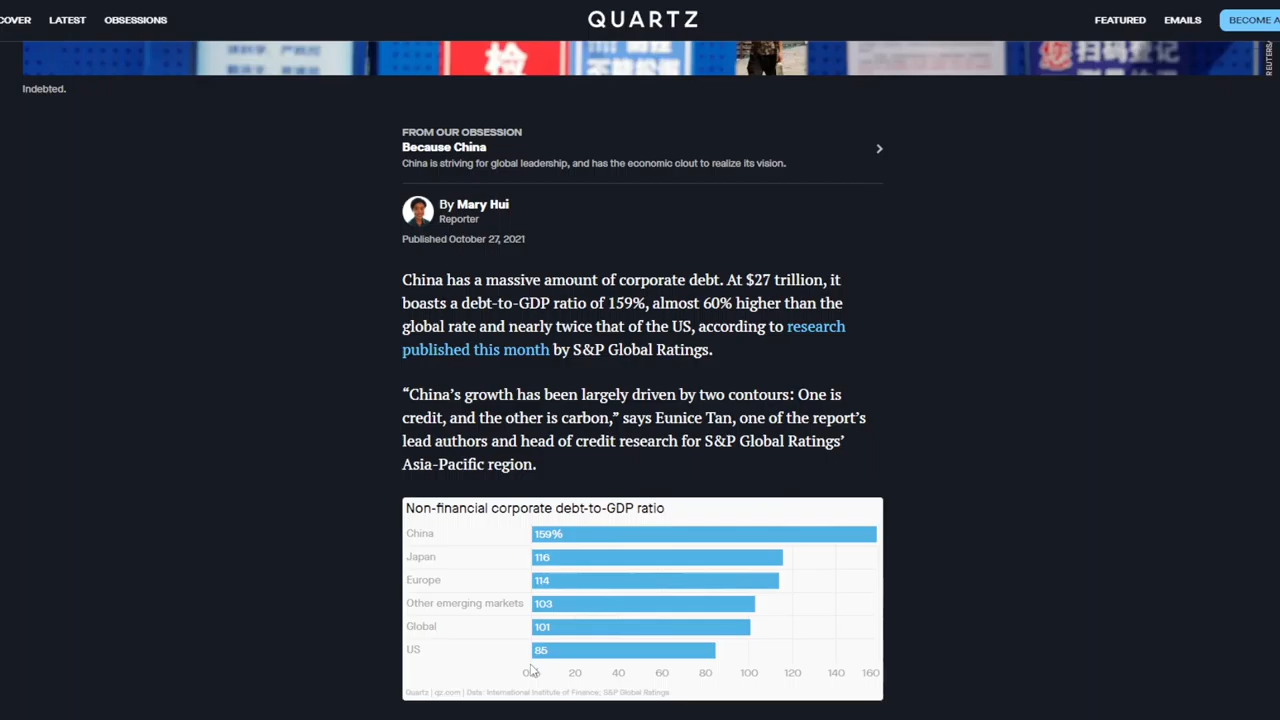 COVER LATEST OBSESSIONS QUARTZ FEATURED EMAILS BECOME A
检
您 扫码登记
REUTERS/
Indebted.
FROM OUR OBSESSION
Because China
China is striving for global leadership, and has the economic clout to realize its vision.
By Mary Hui
Reporter
Published October 27, 2021
China has a massive amount of corporate debt. At $27 trillion, it
boasts a debt-to-GDP ratio of 159%, almost 60% higher than the
global rate and nearly twice that of the US, according to research
published this month by S&P Global Ratings.
“China’s growth has been largely driven by two contours: One is
credit, and the other is carbon,” says Eunice Tan, one of the report’s
lead authors and head of credit research for S&P Global Ratings’
Asia-Pacific region.
Non-financial corporate debt-to-GDP ratio
China 159%
Japan 116
Europe 114
Other emerging markets 103
Global 101
US 85
0 20 40 60 80 100 120 140 160
Quartz | qz.com | Data: International Institute of Finance; S&P Global Ratings